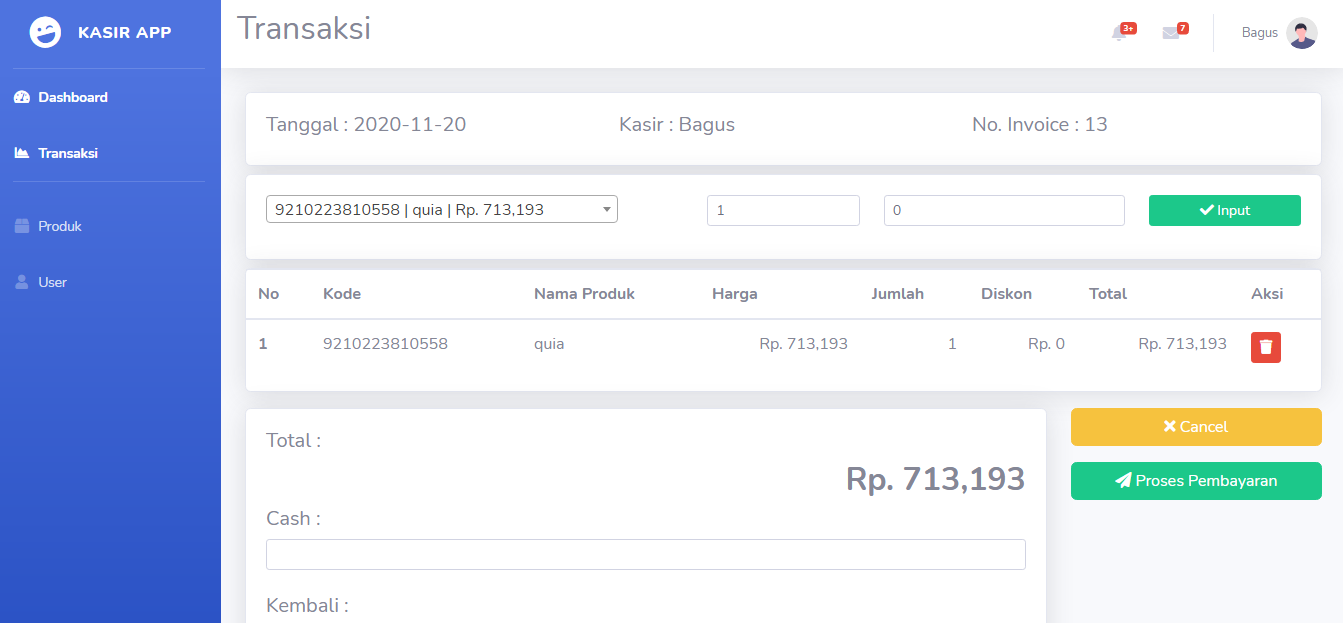 KASIR APP
Transaksi
3+
7
Bagus
Dashboard
Transaksi
Produk
User
Tanggal : 2020-11-20
Kasir : Bagus
No. Invoice : 13
9210223810558 | quia | Rp. 713,193
1
0
Input
No Kode Nama Produk Harga Jumlah Diskon Total Aksi
1 9210223810558 quia Rp. 713,193 1 Rp. 0 Rp. 713,193
Total :
Rp. 713,193
Cash :
Kembali :
Cancel
Proses Pembayaran